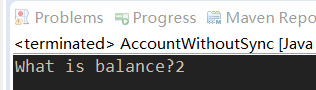 Problems Progress Maven Repo
<terminated> AccountWithoutSync [Java
What is balance?2